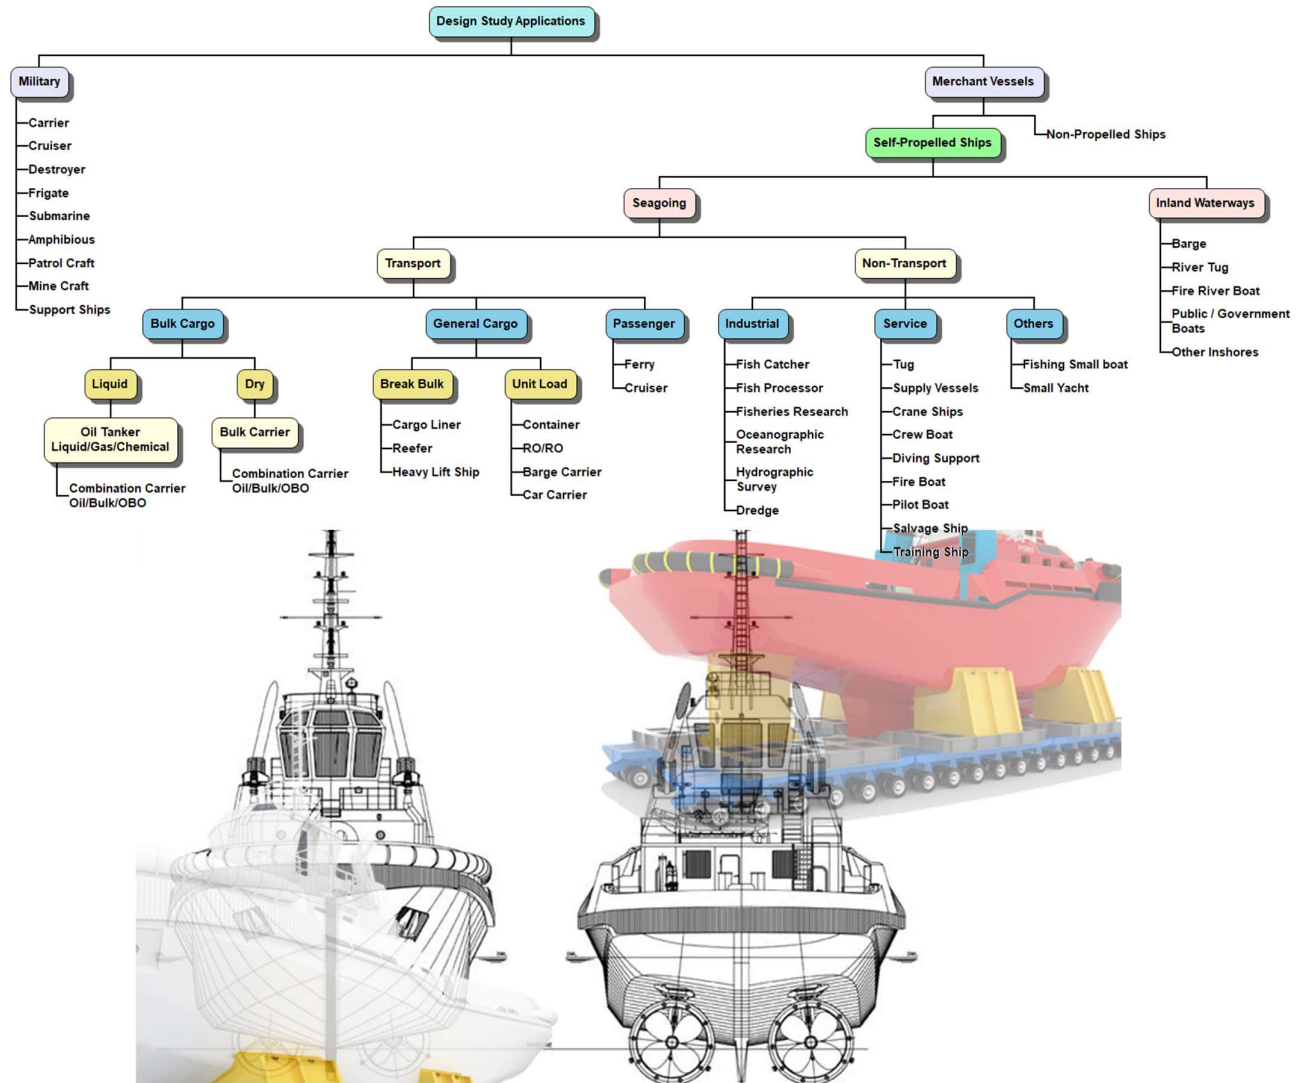 Design Study Applications
Military
Merchant Vessels
Carrier
Cruiser
Destroyer
Frigate
Submarine
Amphibious
Patrol Craft
Mine Craft
Support Ships
Self-Propelled Ships
Non-Propelled Ships
Seagoing
Inland Waterways
Barge
River Tug
Fire River Boat
Public / Government
Boats
Other Inshores
Transport
Non-Transport
Bulk Cargo
General Cargo
Passenger
Industrial
Service
Others
Liquid
Dry
Break Bulk
Unit Load
Oil Tanker
Liquid/Gas/Chemical
Combination Carrier
Oil/Bulk/OBO
Bulk Carrier
Combination Carrier
Oil/Bulk/OBO
Cargo Liner
Reefer
Heavy Lift Ship
Container
RO/RO
Barge Carrier
Car Carrier
Ferry
Cruiser
Fish Catcher
Fish Processor
Fisheries Research
Oceanographic
Research
Hydrographic
Survey
Dredge
Tug
Supply Vessels
Crane Ships
Crew Boat
Diving Support
Fire Boat
Pilot Boat
Salvage Ship
Training Ship
Fishing Small boat
Small Yacht